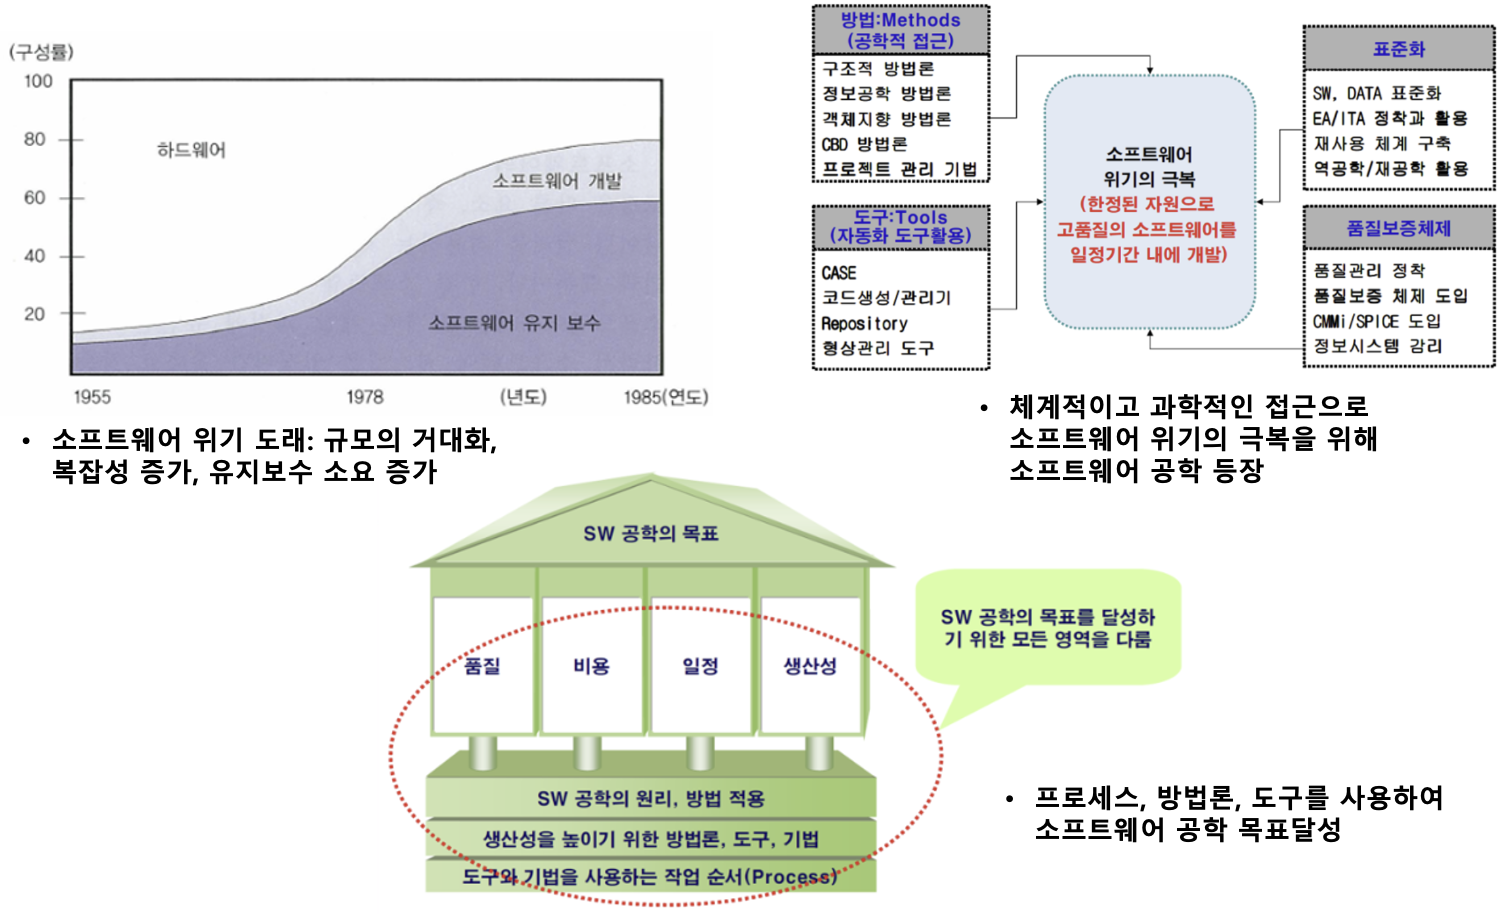 (구성률)
100
80
60
40
20
하드웨어
소프트웨어 개발
소프트웨어 유지 보수
1955
1978
(년도)
1985(연도)
• 소프트웨어 위기 도래: 규모의 거대화,
복잡성 증가, 유지보수 소요 증가
방법:Methods
(공학적 접근)
구조적 방법론
정보공학 방법론
객체지향 방법론
CBD 방법론
프로젝트 관리 기법
도구:Tools
(자동화 도구활용)
CASE
코드생성/관리기
Repository
형상관리 도구
소프트웨어
위기의 극복
(한정된 자원으로
고품질의 소프트웨어를
일정기간 내에 개발)
표준화
SW, DATA 표준화
EA/ITA 정착과 활용
재사용 체계 구축
역공학/재공학 활용
품질보증체제
품질관리 정착
품질보증 체제 도입
CMMi/SPICE 도입
정보시스템 감리
• 체계적이고 과학적인 접근으로
소프트웨어 위기의 극복을 위해
소프트웨어 공학 등장
SW 공학의 목표
품질
비용
일정
생산성
SW 공학의 원리, 방법 적용
생산성을 높이기 위한 방법론, 도구, 기법
도구와 기법을 사용하는 작업 순서(Process)
SW 공학의 목표를 달성하
기 위한 모든 영역을 다룸
• 프로세스, 방법론, 도구를 사용하여
소프트웨어 공학 목표달성